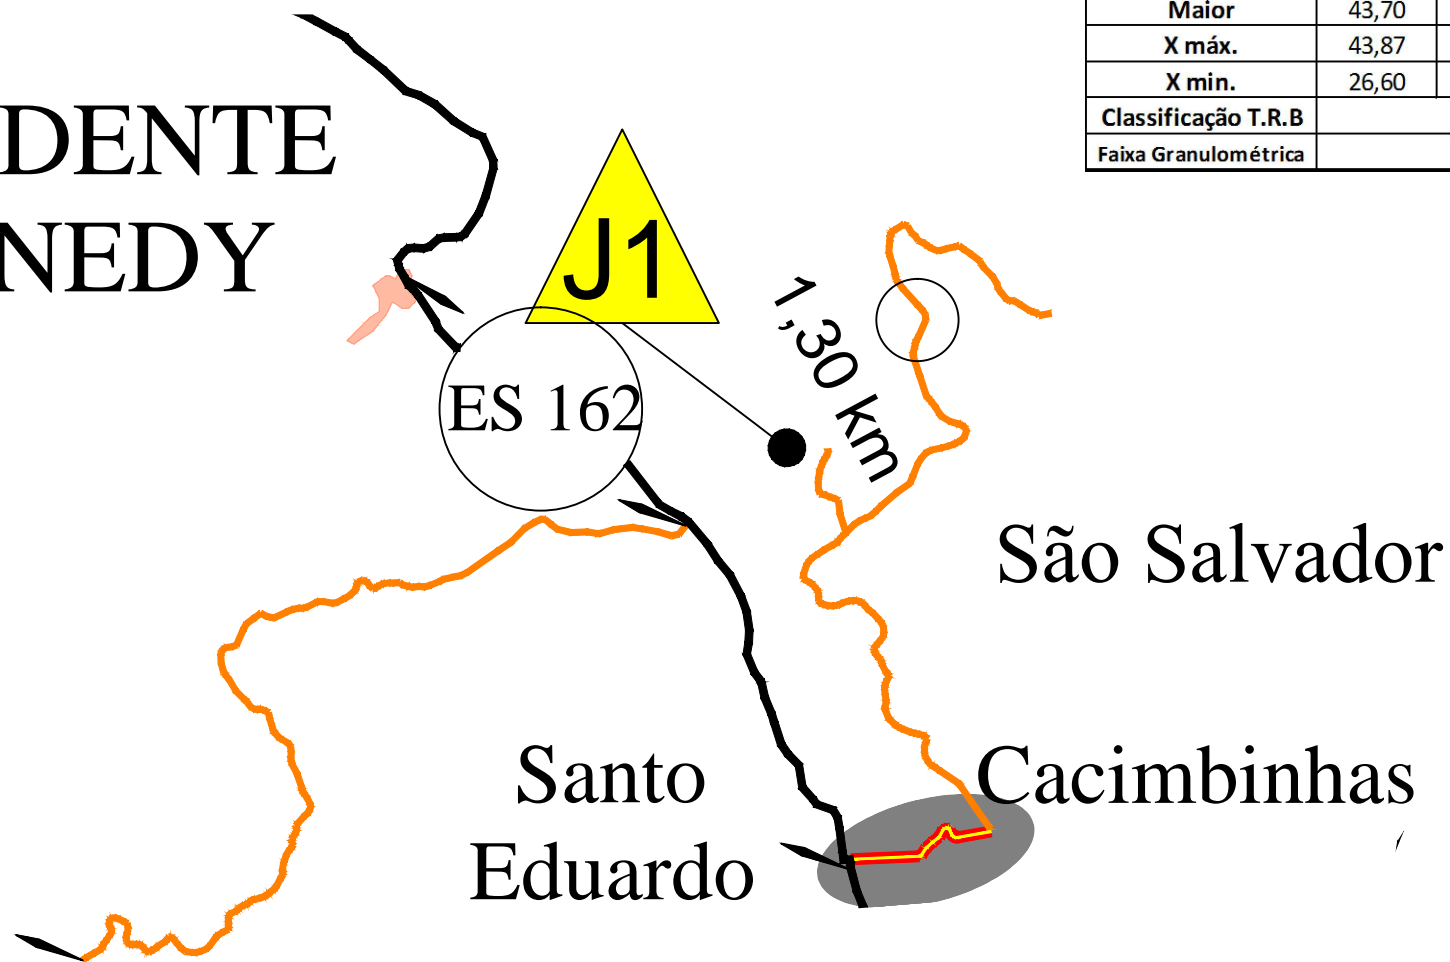 Maior 43,70
X máx. 43,87
X min. 26,60
Classificação T.R.B
Faixa Granulométrica
DENTE
NEDY
J1
1,30 km
ES 162
São Salvador
Santo
Eduardo
Cacimbinhas